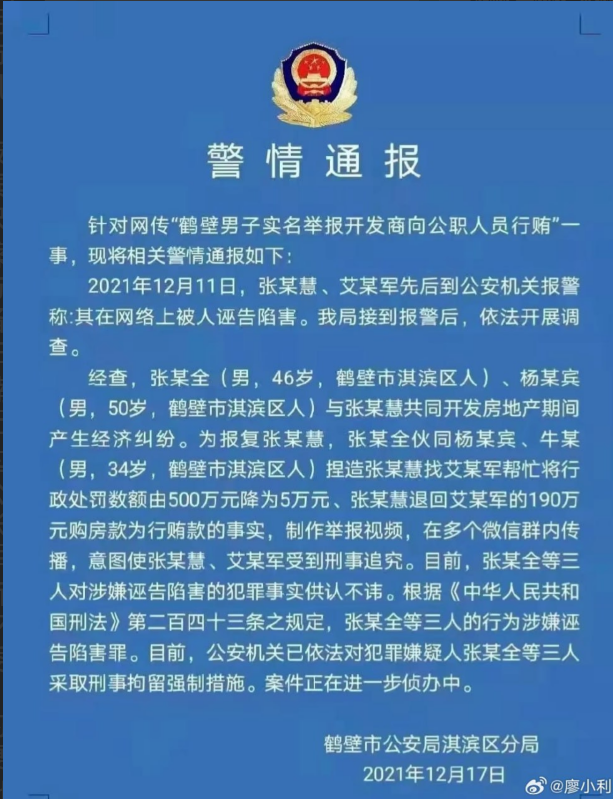 警情通报
针对网传“鹤壁男子实名举报开发商向公职人员行贿”一
事，现将相关警情通报如下：
2021年12月11日，张某慧、艾某军先后到公安机关报警
称:其在网络上被人诬告陷害。我局接到报警后，依法开展调
查。
经查，张某全（男，46岁，鹤壁市淇滨区人）、杨某宾
（男，50岁，鹤壁市淇滨区人）与张某慧共同开发房地产期间
产生经济纠纷。为报复张某慧，张某全伙同杨某宾、牛某
（男，34岁，鹤壁市淇滨区人）捏造张某慧找艾某军帮忙将行
政处罚数额由500万元降为5万元、张某慧退回艾某军的190万
元购房款为行贿款的事实，制作举报视频，在多个微信群内传
播，意图使张某慧、艾某军受到刑事追究。目前，张某全等三
人对涉嫌诬告陷害的犯罪事实供认不讳。根据《中华人民共和
国刑法》第二百四十三条之规定，张某全等三人的行为涉嫌诬
告陷害罪。目前，公安机关已依法对犯罪嫌疑人张某全等三人
采取刑事拘留强制措施。案件正在进一步侦办中。
鹤壁市公安局淇滨区分局
2021年12月17日
@廖小利